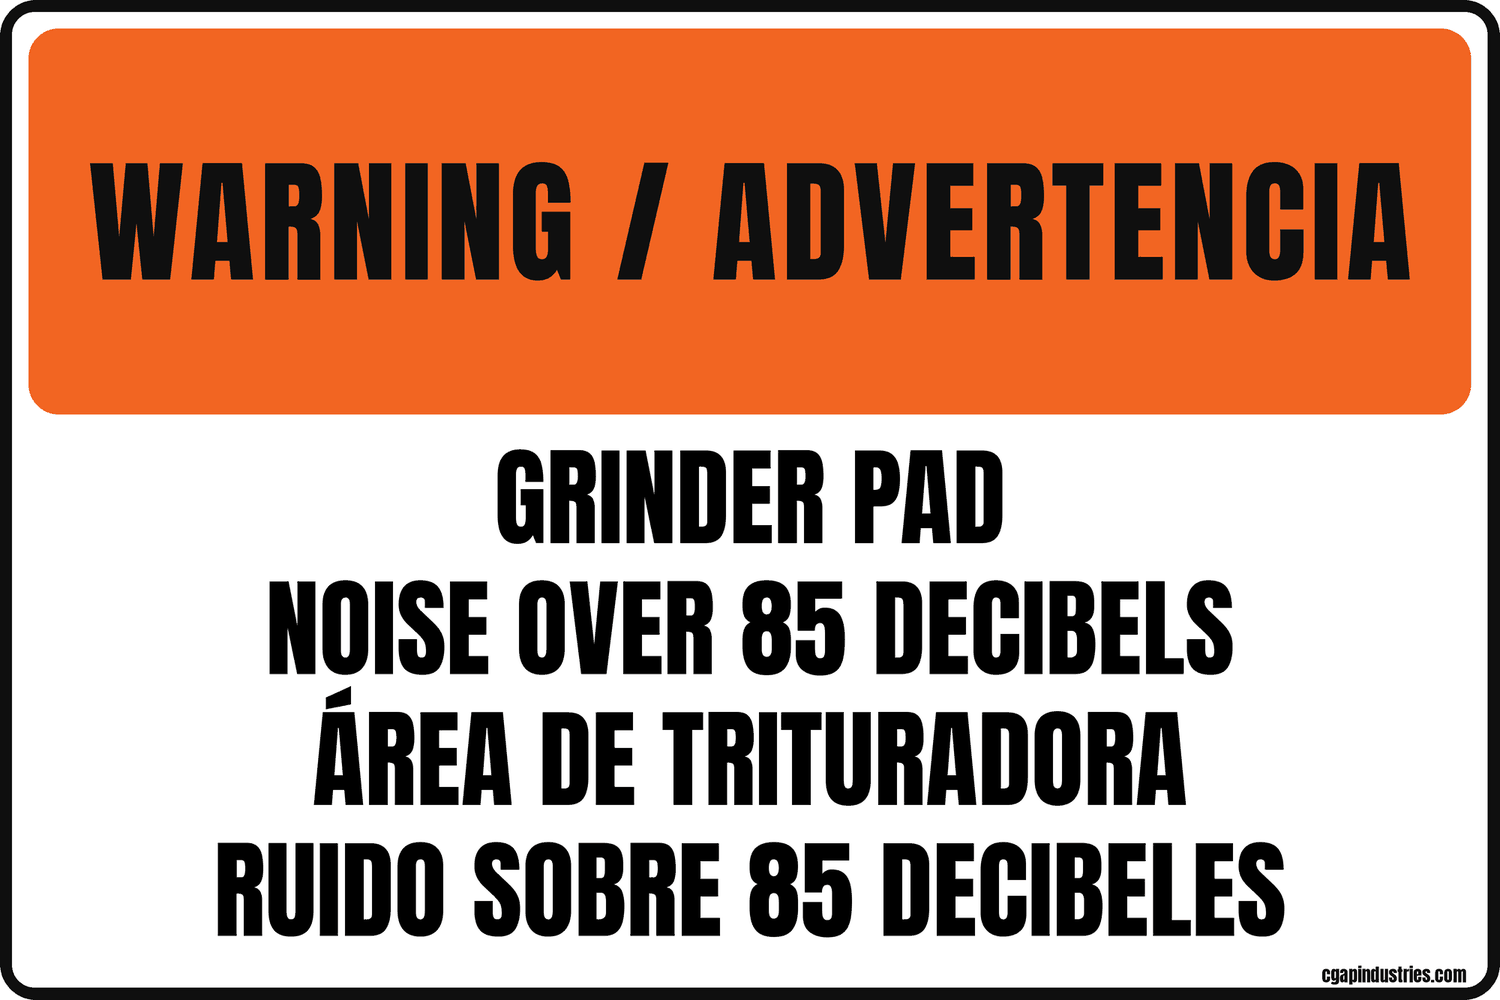 WARNING / ADVERTENCIA
GRINDER PAD
NOISE OVER 85 DECIBELS
ÁREA DE TRITURADORA
RUIDO SOBRE 85 DECIBELES
cgapindustries.com